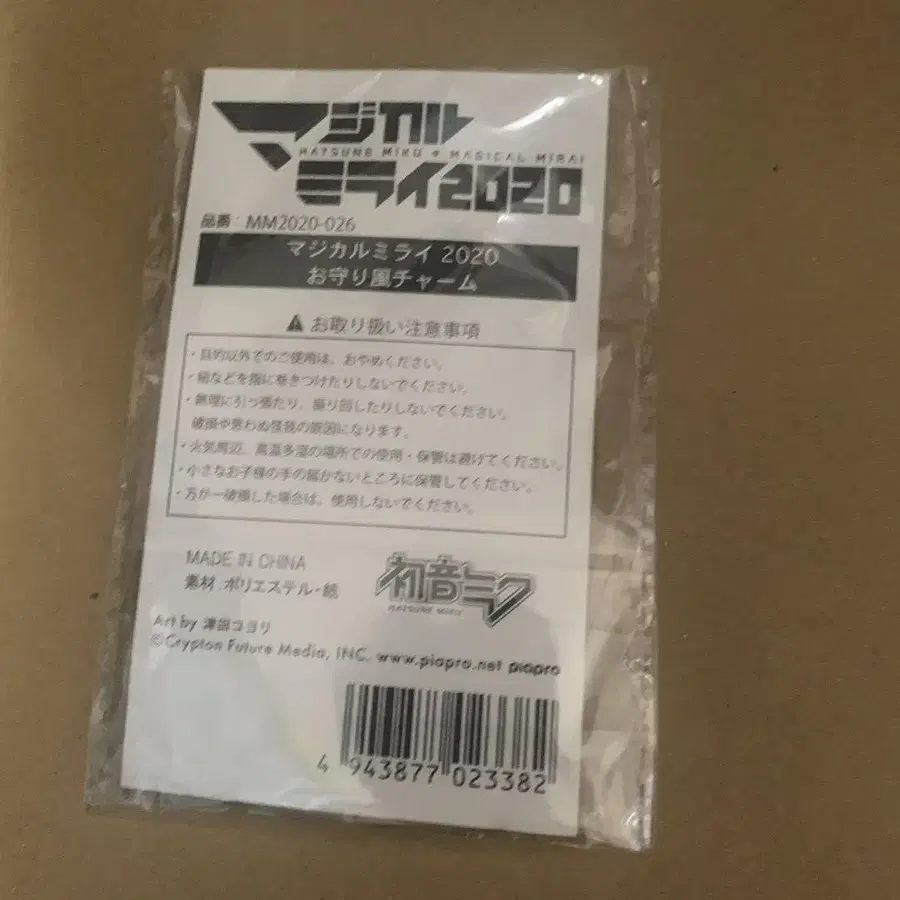 マジカル
HATSUNE MIKU ✦ MAGICAL MIRAI
ミライ2020
品番：MM2020-026
マジカルミライ 2020
お守り風チャーム
⚠ お取り扱い注意事項
・目的以外でのご使用は、おやめください。
・紐などを指に巻きつけたりしないでください。
・無理に引っ張たり、振り回したりしないでください。
破損や思わぬ怪我の原因になります。
・火気周辺、高温多湿の場所での使用・保管は避けてください。
・小さなお子様の手の届かないところに保管してください。
・万が一破損した場合は、使用しないでください。
MADE IN CHINA
素材：ポリエステル・紙
初音ミク
HATSUNE MIKU
Art by 津田コヨリ
©Crypton Future Media, INC. www.piapro.net piapro
4 943877 023382